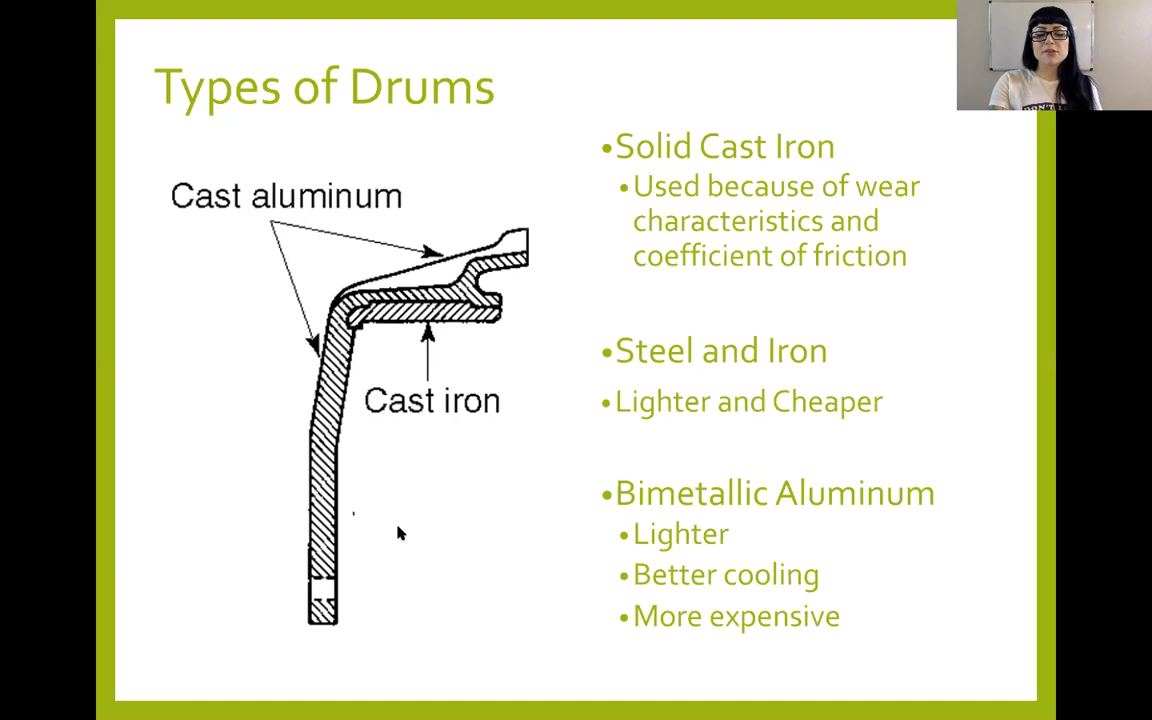 Types of Drums
Cast aluminum
Cast iron
•Solid Cast Iron
•Used because of wear
characteristics and
coefficient of friction
•Steel and Iron
•Lighter and Cheaper
•Bimetallic Aluminum
•Lighter
•Better cooling
•More expensive
DON'T